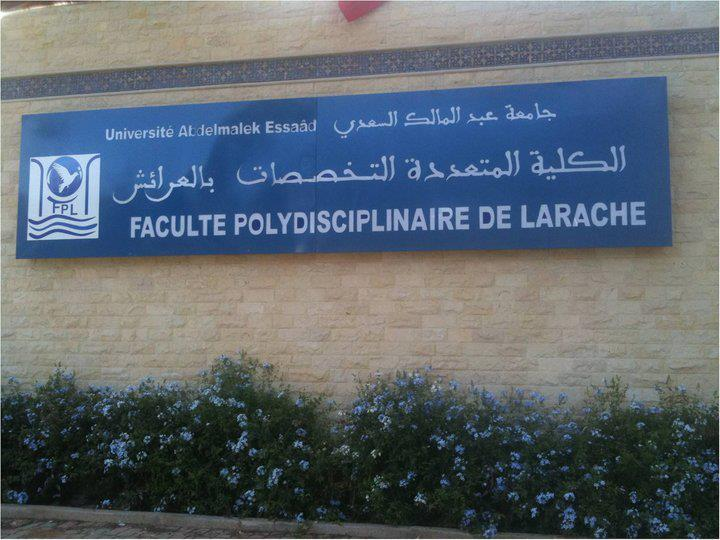 Université Abdelmalek Essaâd جامعة عبد المالك السعدي
الكلية المتعددة التخصصات بالعرائش
FACULTE POLYDISCIPLINAIRE DE LARACHE
FPL